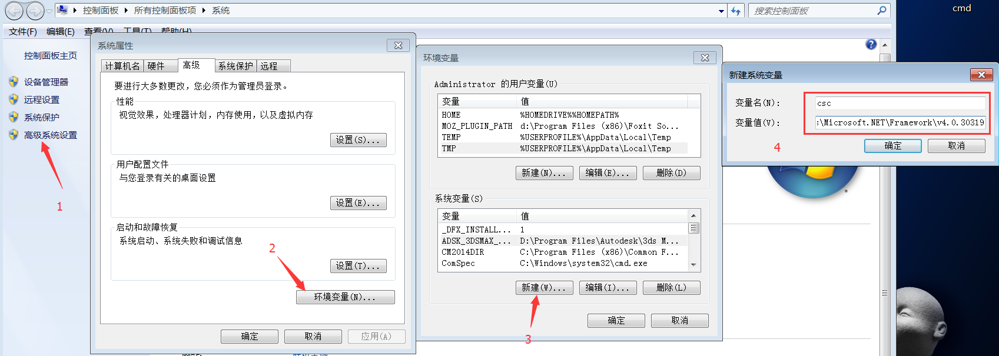 控制面板 ▸ 所有控制面板项 ▸ 系统
搜索控制面板
cmd
文件(F) 编辑(E) 查看(V) 工具(T) 帮助(H)
控制面板主页
设备管理器
远程设置
系统保护
高级系统设置
1
系统属性
计算机名 硬件 高级 系统保护 远程
要进行大多数更改，您必须作为管理员登录。
性能
视觉效果，处理器计划，内存使用，以及虚拟内存
设置(S)...
用户配置文件
与您登录有关的桌面设置
设置(E)...
启动和故障恢复
系统启动、系统失败和调试信息
设置(T)...
2
环境变量(N)...
确定 取消 应用(A)
环境变量
Administrator 的用户变量(U)
变量 值
HOME %HOMEDRIVE%%HOMEPATH%
MOZ_PLUGIN_PATH d:\Program Files (x86)\Foxit So...
TEMP %USERPROFILE%\AppData\Local\Temp
TMP %USERPROFILE%\AppData\Local\Temp
新建(N)... 编辑(E)... 删除(D)
系统变量(S)
变量 值
_DFX_INSTALL... 1
ADSK_3DSMAX_... D:\Program Files\Autodesk\3ds M...
CM2014DIR C:\Program Files (x86)\Common F...
ComSpec C:\Windows\system32\cmd.exe
新建(W)... 编辑(I)... 删除(L)
确定 取消
3
新建系统变量
变量名(N): csc
变量值(V): \Microsoft.NET\Framework\v4.0.30319
4
确定 取消